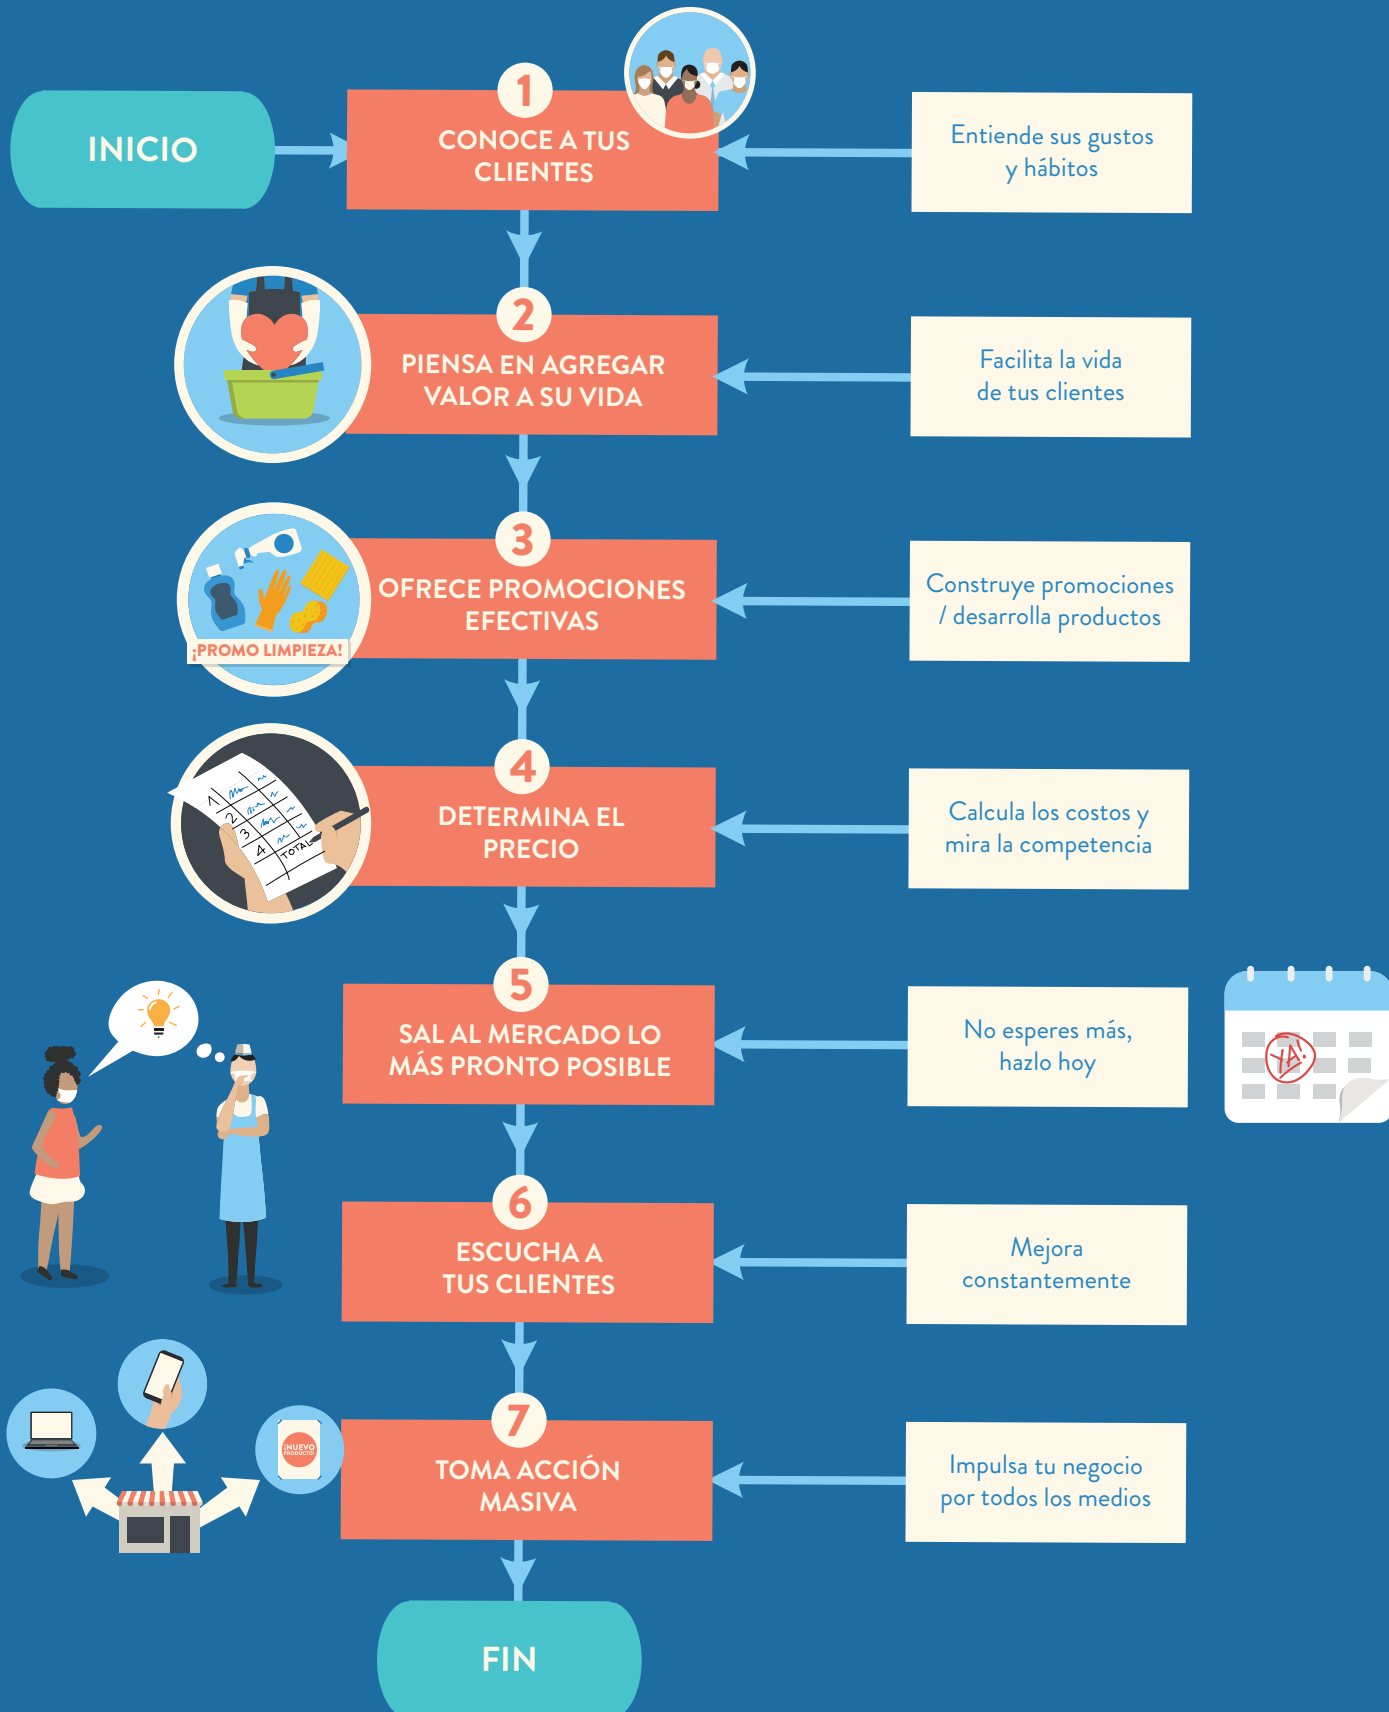 INICIO
1
CONOCE A TUS
CLIENTES
Entiende sus gustos
y hábitos
2
PIENSA EN AGREGAR
VALOR A SU VIDA
Facilita la vida
de tus clientes
3
OFRECE PROMOCIONES
EFECTIVAS
¡PROMO LIMPIEZA!
Construye promociones
/ desarrolla productos
4
DETERMINA EL
PRECIO
1
2
3
4
TOTAL
Calcula los costos y
mira la competencia
5
SAL AL MERCADO LO
MÁS PRONTO POSIBLE
No esperes más,
hazlo hoy
YA!
6
ESCUCHA A
TUS CLIENTES
Mejora
constantemente
7
TOMA ACCIÓN
MASIVA
¡NUEVO
PRODUCTO!
Impulsa tu negocio
por todos los medios
FIN